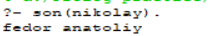 ?- son(nikolay).
fedor anatoliy